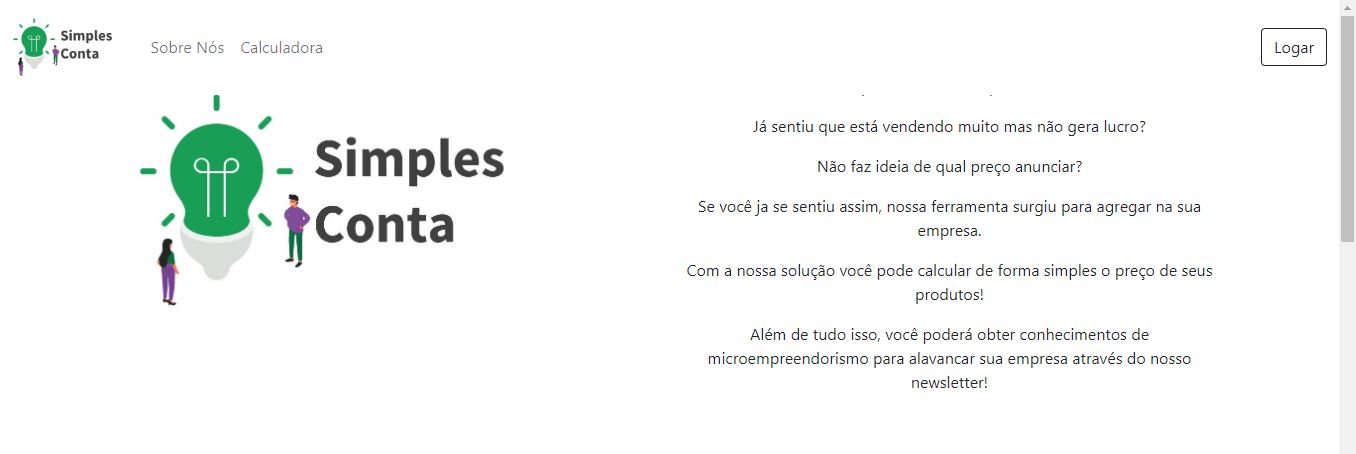 Simples
Conta
Sobre Nós
Calculadora
Logar
Simples
Conta
Já sentiu que está vendendo muito mas não gera lucro?
Não faz ideia de qual preço anunciar?
Se você ja se sentiu assim, nossa ferramenta surgiu para agregar na sua
empresa.
Com a nossa solução você pode calcular de forma simples o preço de seus
produtos!
Além de tudo isso, você poderá obter conhecimentos de
microempreendorismo para alavancar sua empresa através do nosso
newsletter!